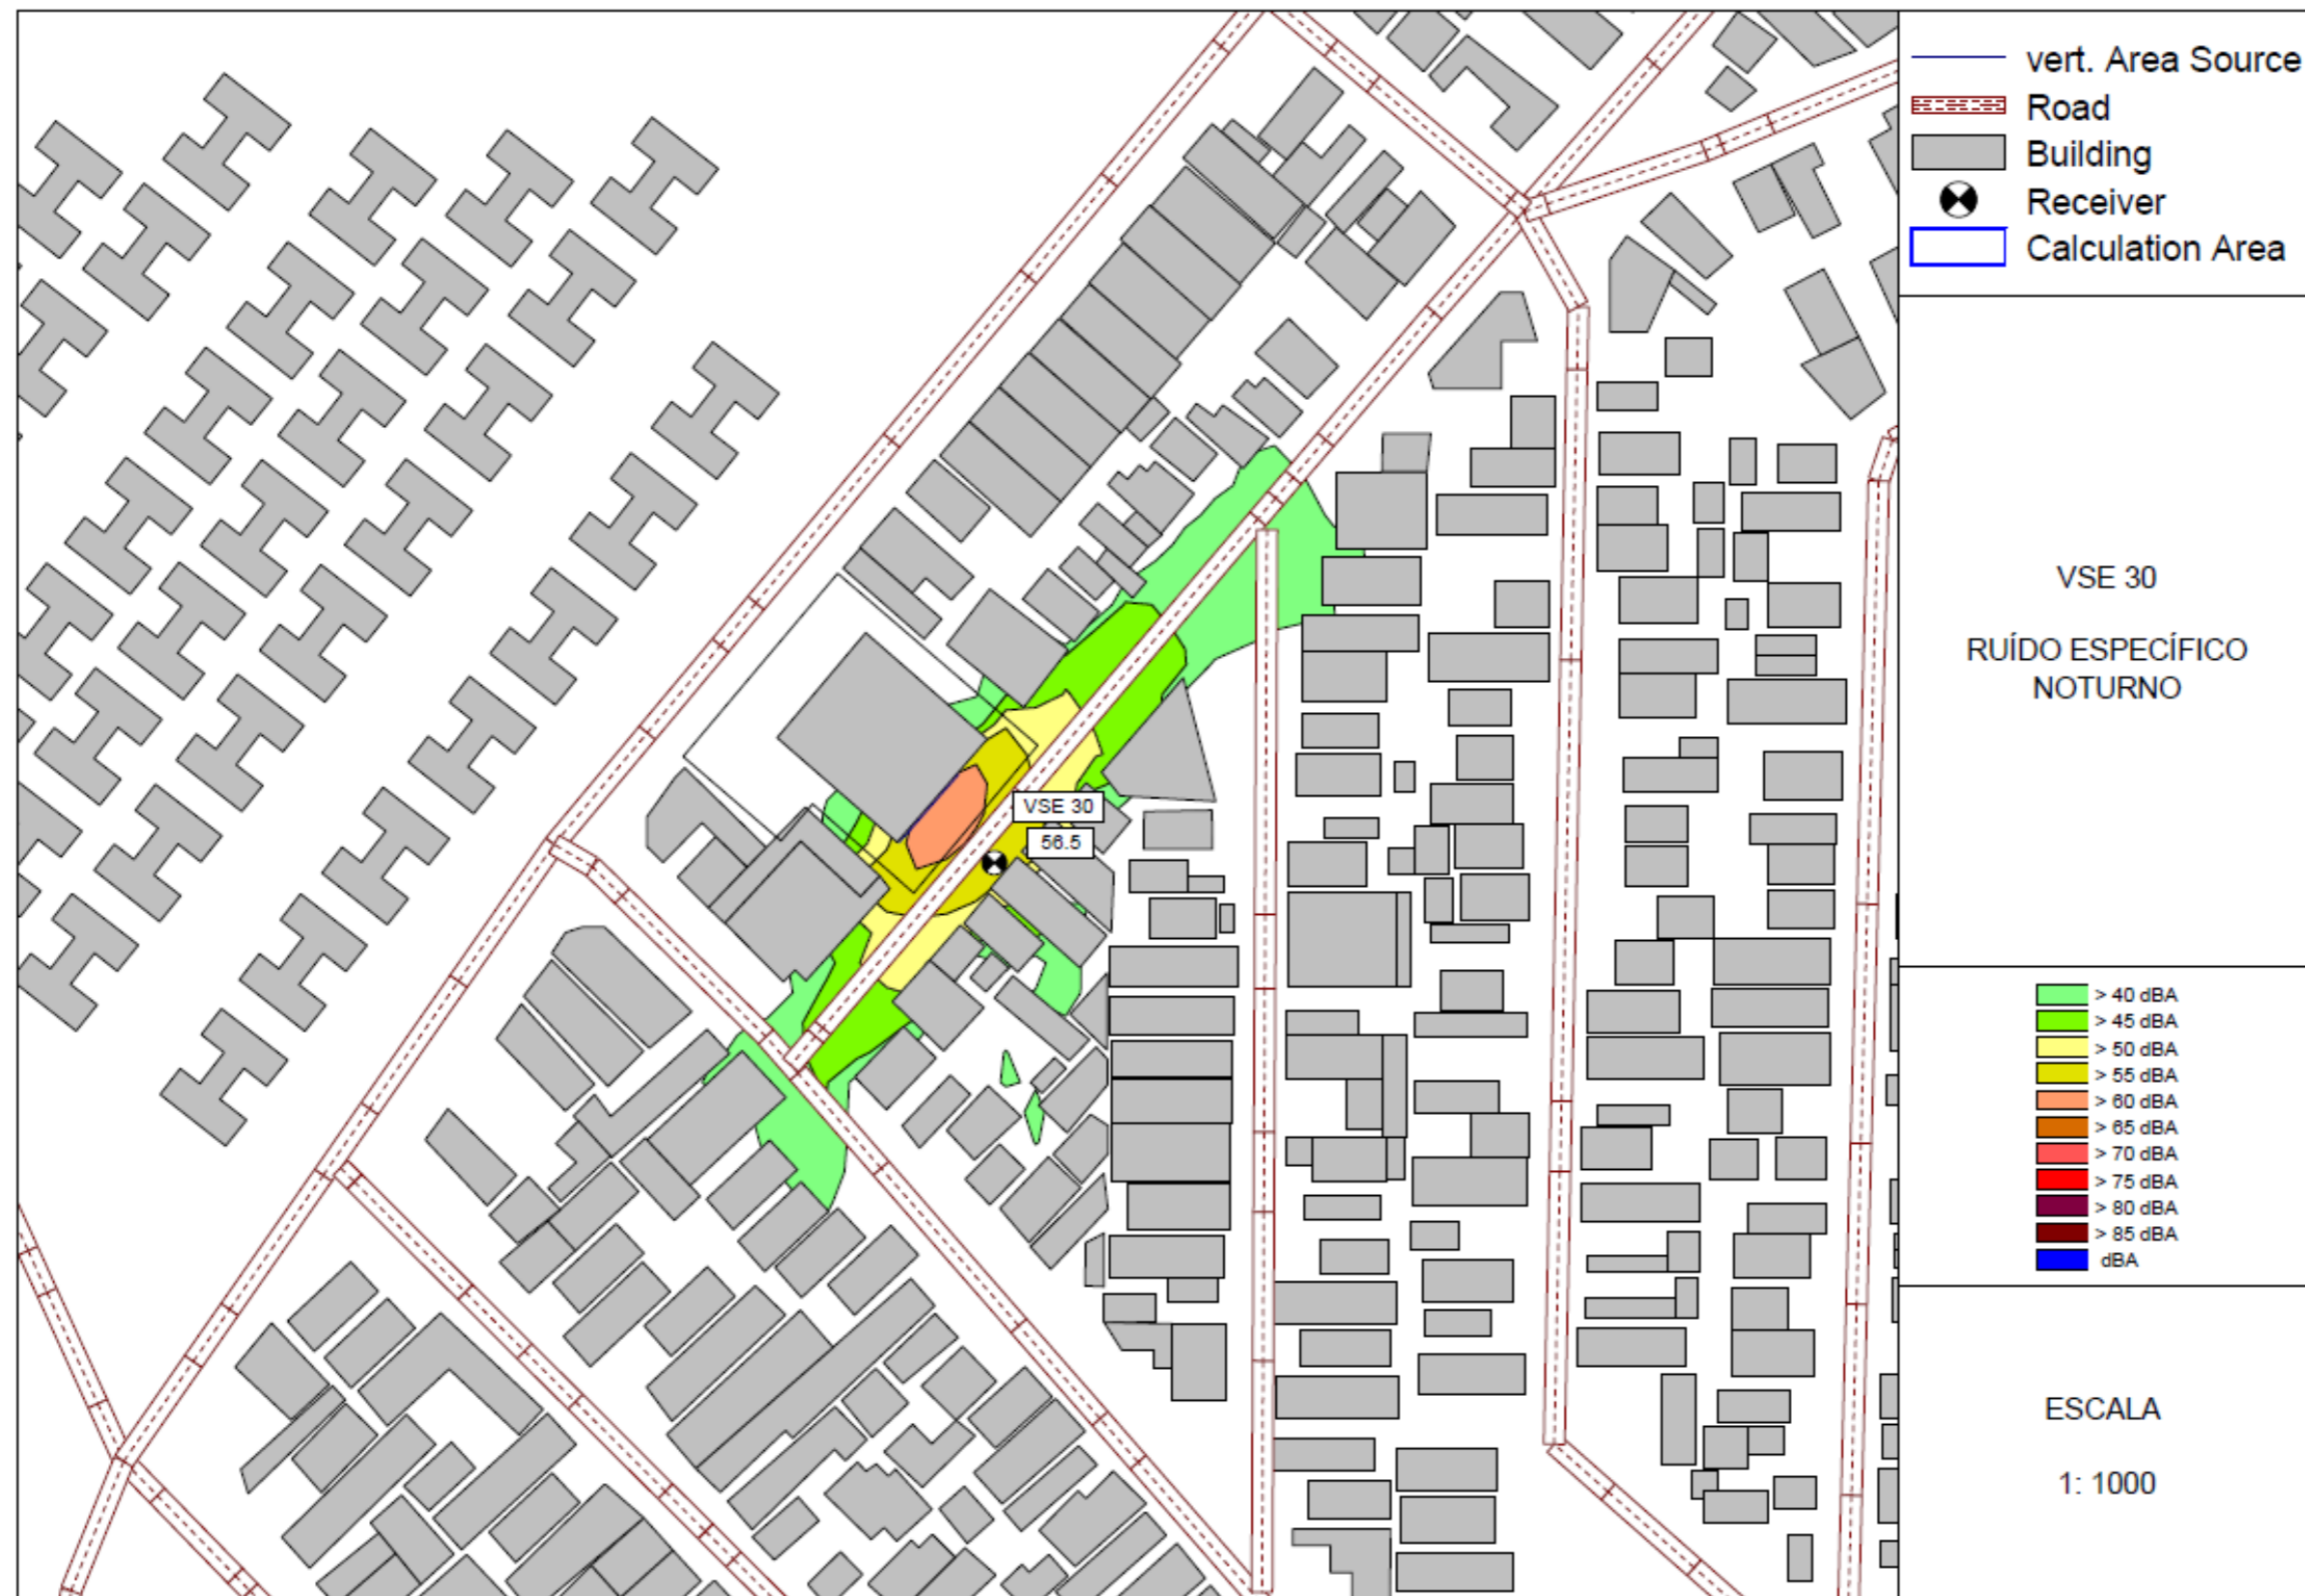 vert. Area Source
Road
Building
Receiver
Calculation Area
VSE 30
RUÍDO ESPECÍFICO
NOTURNO
VSE 30
56.5
> 40 dBA
> 45 dBA
> 50 dBA
> 55 dBA
> 60 dBA
> 65 dBA
> 70 dBA
> 75 dBA
> 80 dBA
> 85 dBA
dBA
ESCALA
1: 1000